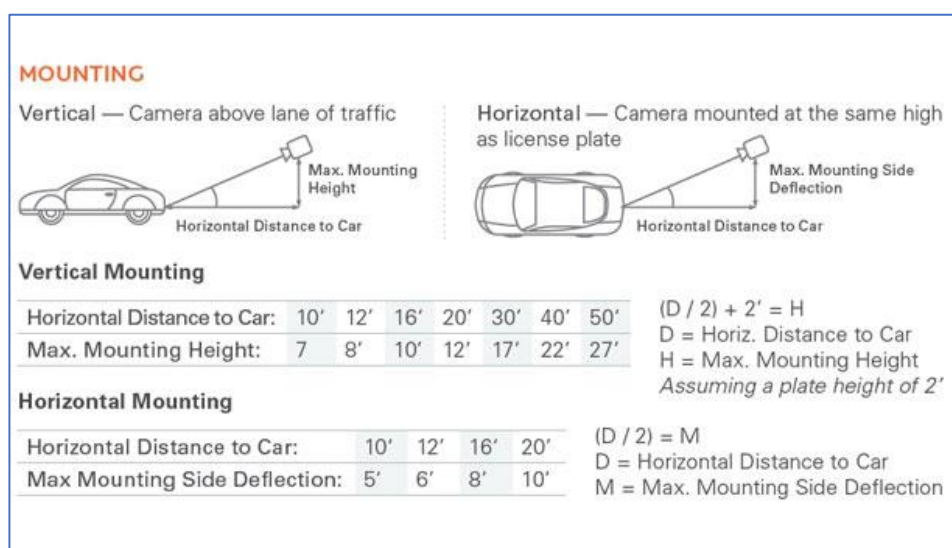 MOUNTING
Vertical — Camera above lane of traffic
Max. Mounting
Height
Horizontal Distance to Car
Horizontal — Camera mounted at the same high
as license plate
Max. Mounting Side
Deflection
Horizontal Distance to Car
Vertical Mounting
Horizontal Distance to Car: 10′ 12′ 16′ 20′ 30′ 40′ 50′
Max. Mounting Height: 7 8′ 10′ 12′ 17′ 22′ 27′
(D / 2) + 2′ = H
D = Horiz. Distance to Car
H = Max. Mounting Height
Assuming a plate height of 2′
Horizontal Mounting
Horizontal Distance to Car: 10′ 12′ 16′ 20′
Max Mounting Side Deflection: 5′ 6′ 8′ 10′
(D / 2) = M
D = Horizontal Distance to Car
M = Max. Mounting Side Deflection